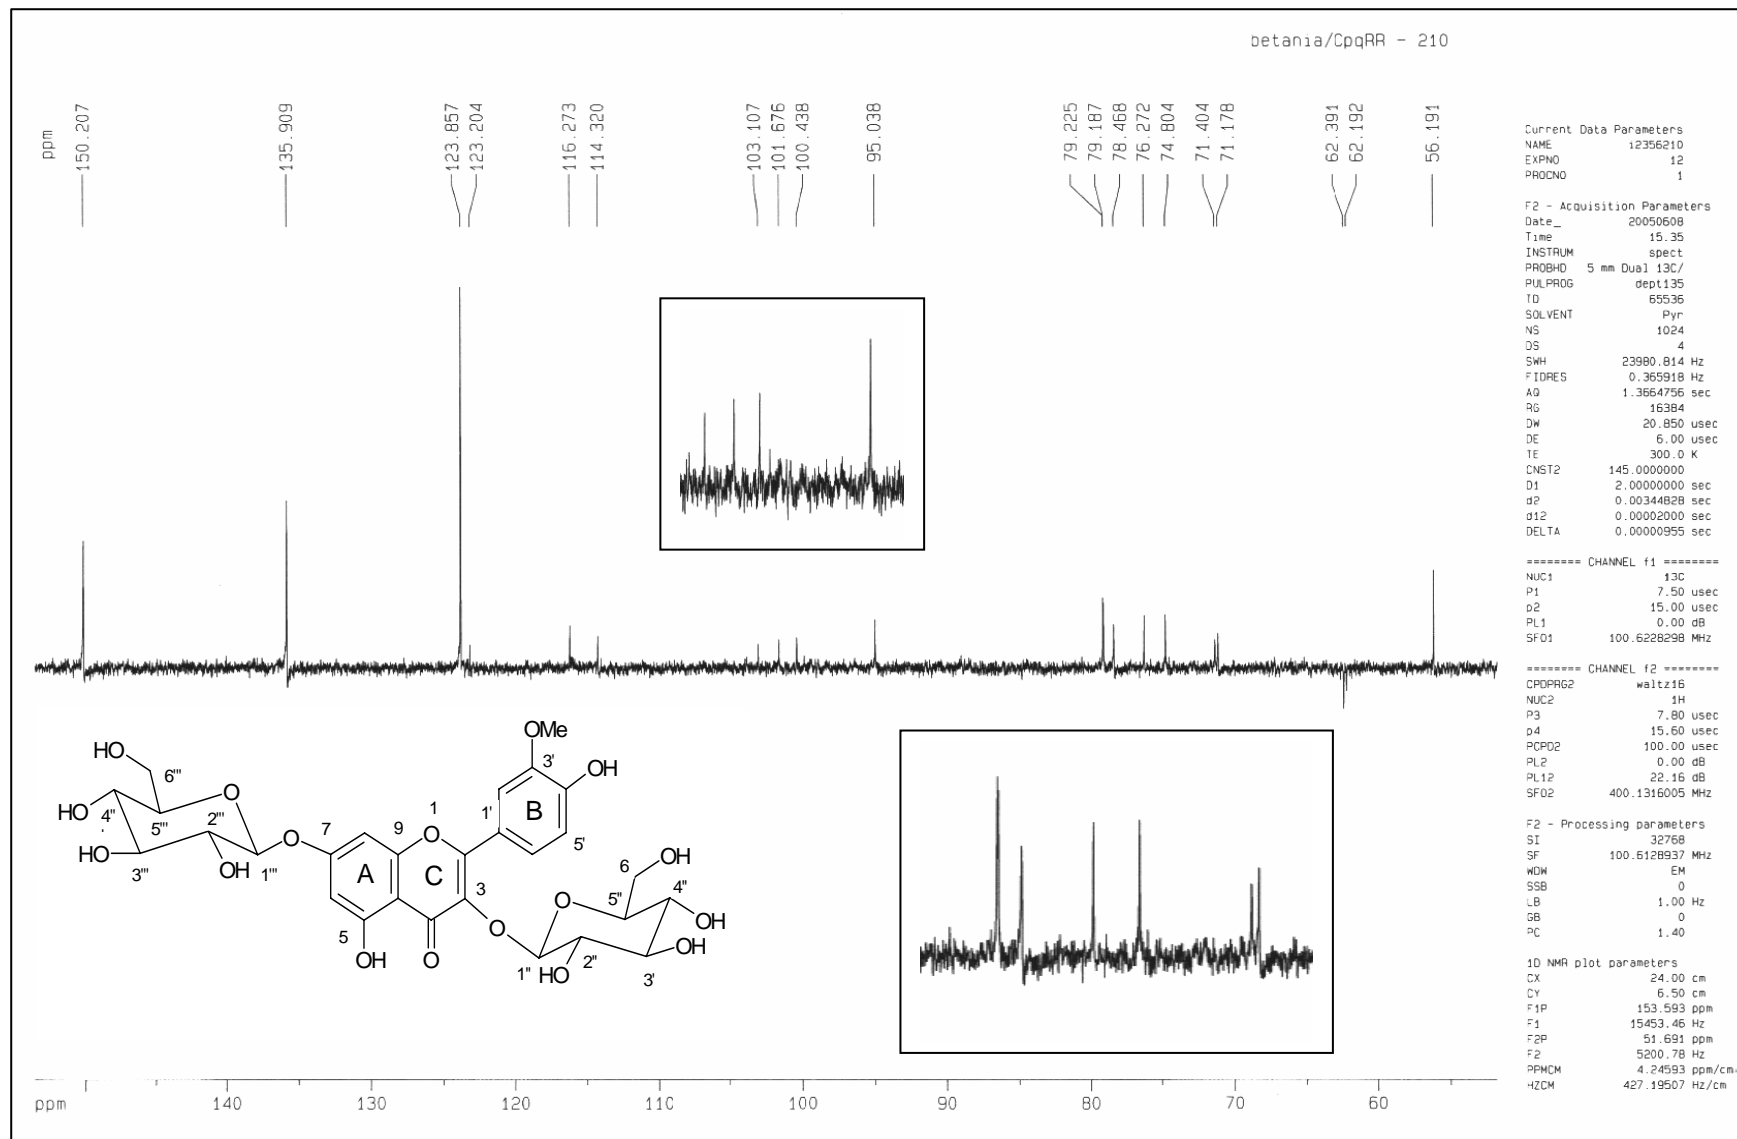 betania/CpqRR - 210
ppm
150.207
135.909
123.857
123.204
116.273
114.320
103.107
101.676
100.438
95.038
79.225
79.187
78.468
76.272
74.804
71.404
71.178
62.391
62.192
56.191
Current Data Parameters
NAME 12356210
EXPNO 12
PROCNO 1
F2 - Acquisition Parameters
Date_ 20050608
Time 15.35
INSTRUM spect
PROBHD 5 mm Dual 13C/
PULPROG dept135
TD 65536
SOLVENT Pyr
NS 1024
DS 4
SWH 23980.814 Hz
FIDRES 0.365918 Hz
AQ 1.3664756 sec
RG 16384
DW 20.850 usec
DE 6.00 usec
TE 300.0 K
CNST2 145.0000000
D1 2.00000000 sec
d2 0.00344828 sec
d12 0.00002000 sec
DELTA 0.00000955 sec
======== CHANNEL f1 ========
NUC1 13C
P1 7.50 usec
p2 15.00 usec
PL1 0.00 dB
SFO1 100.6228298 MHz
======== CHANNEL f2 ========
CPDPRG2 waltz16
NUC2 1H
P3 7.80 usec
p4 15.60 usec
PCPD2 100.00 usec
PL2 0.00 dB
PL12 22.16 dB
SFO2 400.1316005 MHz
F2 - Processing parameters
SI 32768
SF 100.6128937 MHz
WDW EM
SSB 0
LB 1.00 Hz
GB 0
PC 1.40
1D NMR plot parameters
CX 24.00 cm
CY 6.50 cm
F1P 153.593 ppm
F1 15453.46 Hz
F2P 51.691 ppm
F2 5200.78 Hz
PPMCM 4.24593 ppm/cm
HZCM 427.19507 Hz/cm
OMe
3'
OH
HO
6'''
O
1
1'
B
5'
HO
4''
5'''
2'''
O
7
9
O
HO
3'''
OH
1'''
A
C
3
6
OH
5''
4''
O
O
OH
5
OH
O
1''
HO
2''
OH
3'
ppm 140 130 120 110 100 90 80 70 60